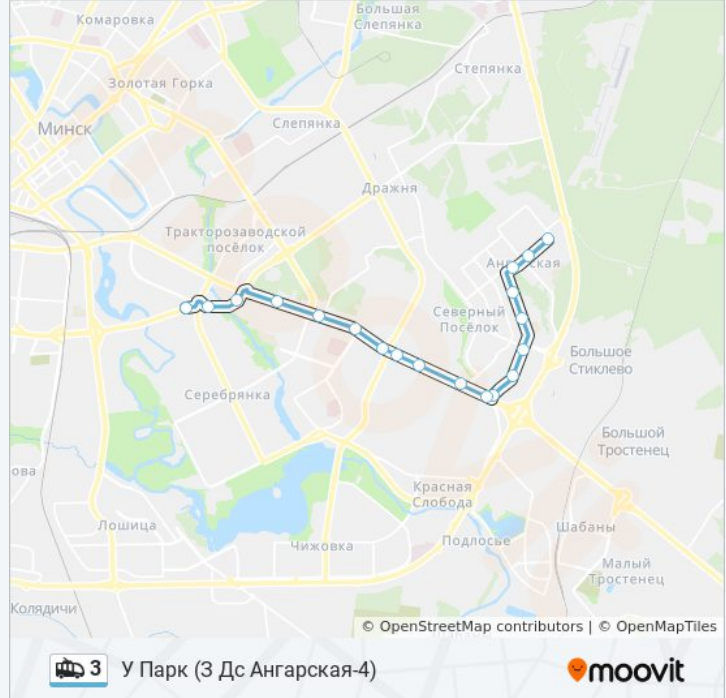 Большая
Слепянка
Комаровка
Степянка
Золотая Горка
Слепянка
Минск
Дражня
Тракторозаводской
посёлок
Северный
Посёлок
Большое
Стиклево
Серебрянка
Большой
Тростенец
ова
Красная
Слобода
Лошица
Шабаны
Подлосье
Чижовка
Малый
Тростенец
Колядичи
© OpenStreetMap contributors | © OpenMapTiles
3 У Парк (3 Дс Ангарская-4)
moovit